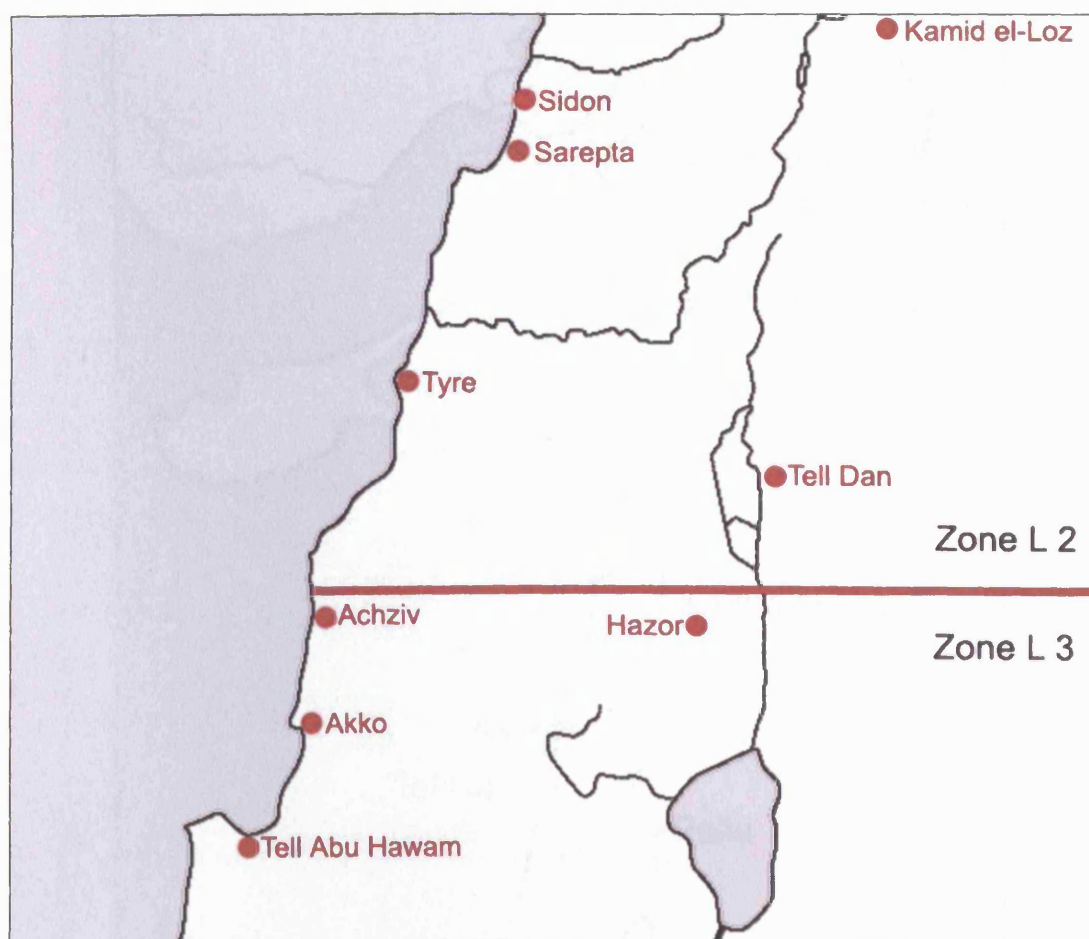 Kamid el-Loz
Sidon
Sarepta
Tyre
Tell Dan
Zone L 2
Achziv
Hazor
Zone L 3
Akko
Tell Abu Hawam